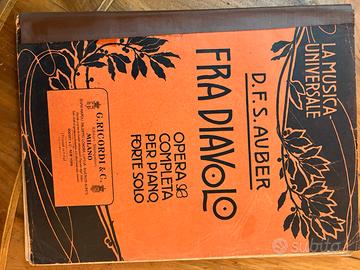 LA MUSICA
UNIVERSALE
D.F.S. AUBER
FRA DIAVOLO
OPERA
COMPLETA
PER PIANO
FORTE SOLO
G. RICORDI & C.
MILANO
subito